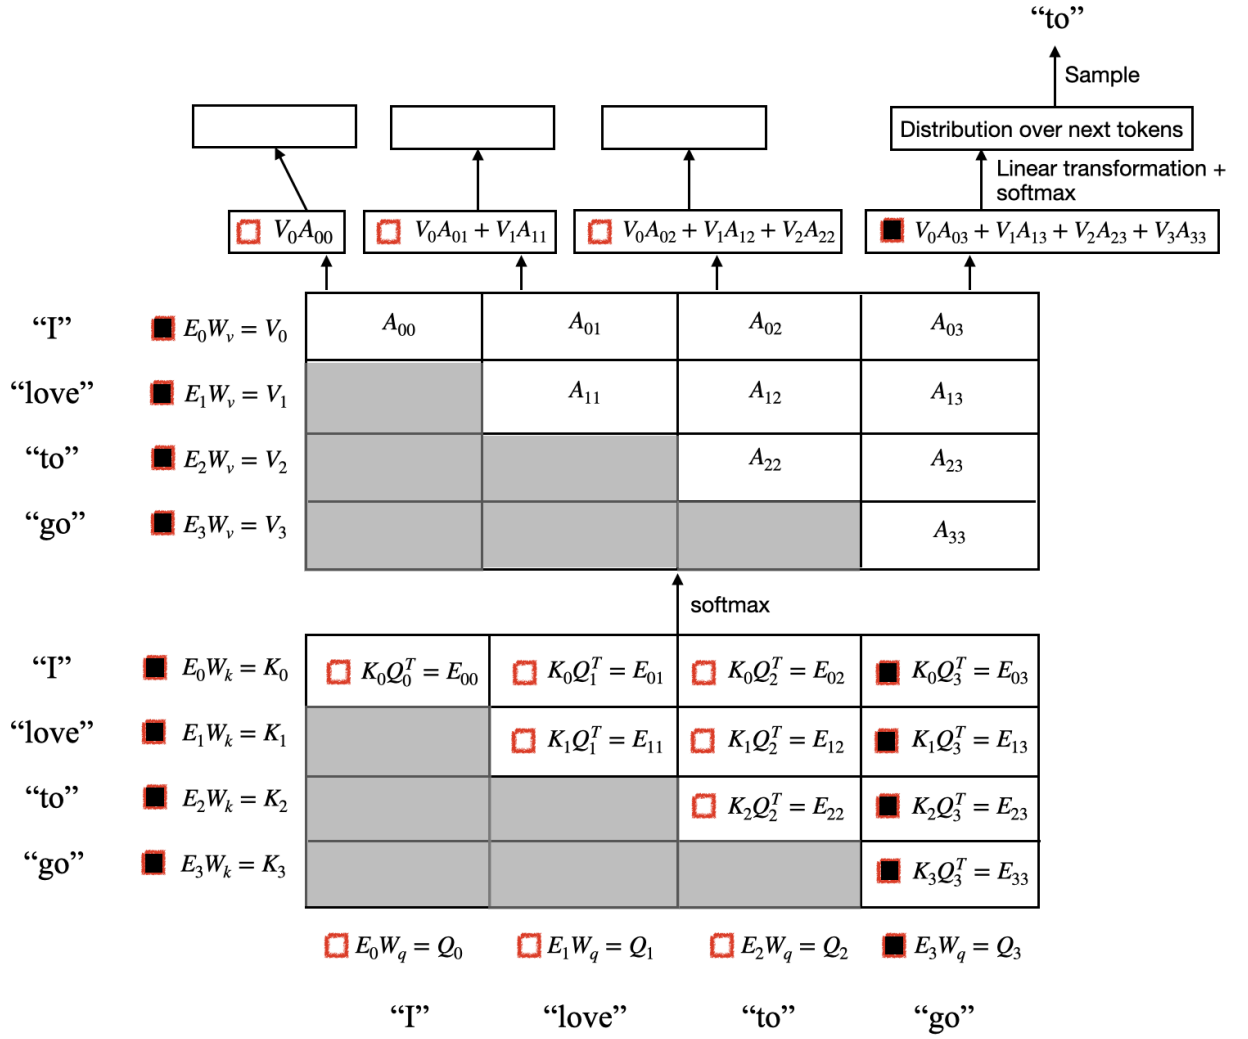 “to”
Sample
Distribution over next tokens
Linear transformation +
softmax
V₀A₀₀
V₀A₀₁ + V₁A₁₁
V₀A₀₂ + V₁A₁₂ + V₂A₂₂
V₀A₀₃ + V₁A₁₃ + V₂A₂₃ + V₃A₃₃
“I” E₀Wᵥ = V₀ A₀₀ A₀₁ A₀₂ A₀₃
“love” E₁Wᵥ = V₁ A₁₁ A₁₂ A₁₃
“to” E₂Wᵥ = V₂ A₂₂ A₂₃
“go” E₃Wᵥ = V₃ A₃₃
softmax
“I” E₀Wₖ = K₀ K₀Q₀ᵀ = E₀₀ K₀Q₁ᵀ = E₀₁ K₀Q₂ᵀ = E₀₂ K₀Q₃ᵀ = E₀₃
“love” E₁Wₖ = K₁ K₁Q₁ᵀ = E₁₁ K₁Q₂ᵀ = E₁₂ K₁Q₃ᵀ = E₁₃
“to” E₂Wₖ = K₂ K₂Q₂ᵀ = E₂₂ K₂Q₃ᵀ = E₂₃
“go” E₃Wₖ = K₃ K₃Q₃ᵀ = E₃₃
E₀W_q = Q₀ E₁W_q = Q₁ E₂W_q = Q₂ E₃W_q = Q₃
“I” “love” “to” “go”